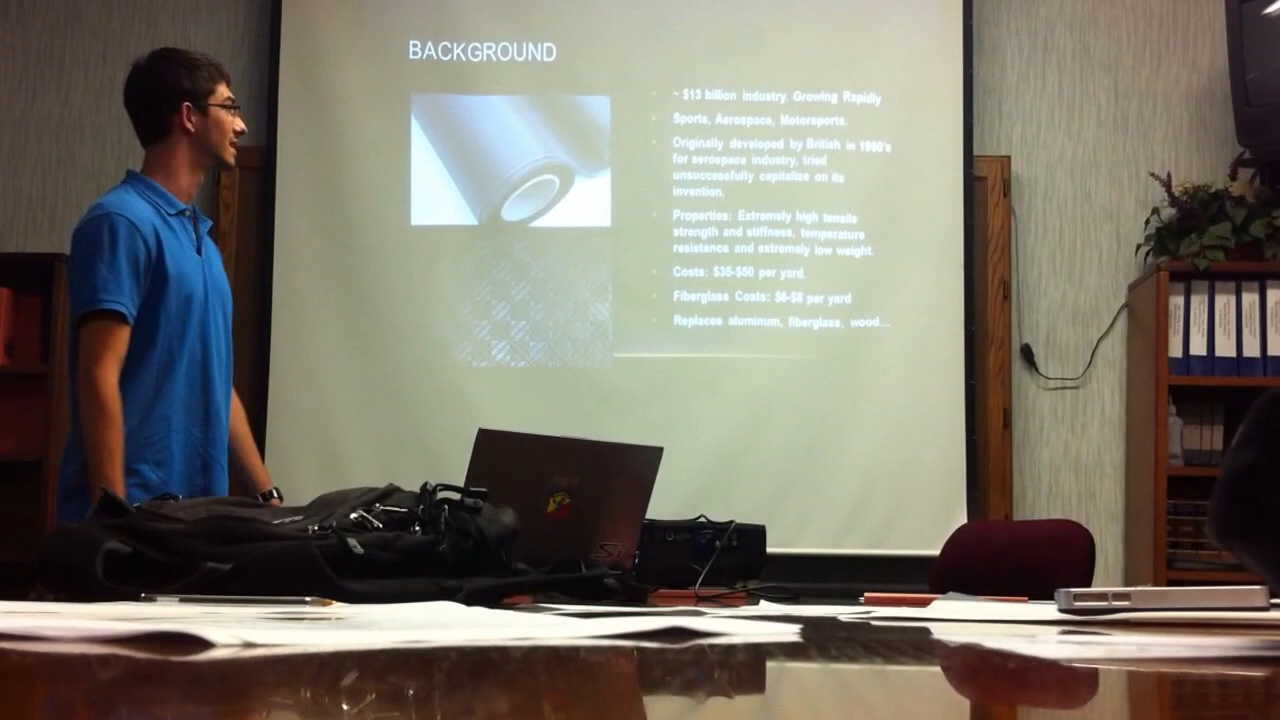 BACKGROUND
~ $13 billion industry. Growing Rapidly
Sports, Aerospace, Motorsports.
Originally developed by British in 1960's
for aerospace industry, tried
unsuccessfully capitalize on its
invention.
Properties: Extremely high tensile
strength and stiffness, temperature
resistance and extremely low weight.
Costs: $35-$50 per yard.
Fiberglass Costs: $6-$8 per yard
Replaces aluminum, fiberglass, wood...
Si